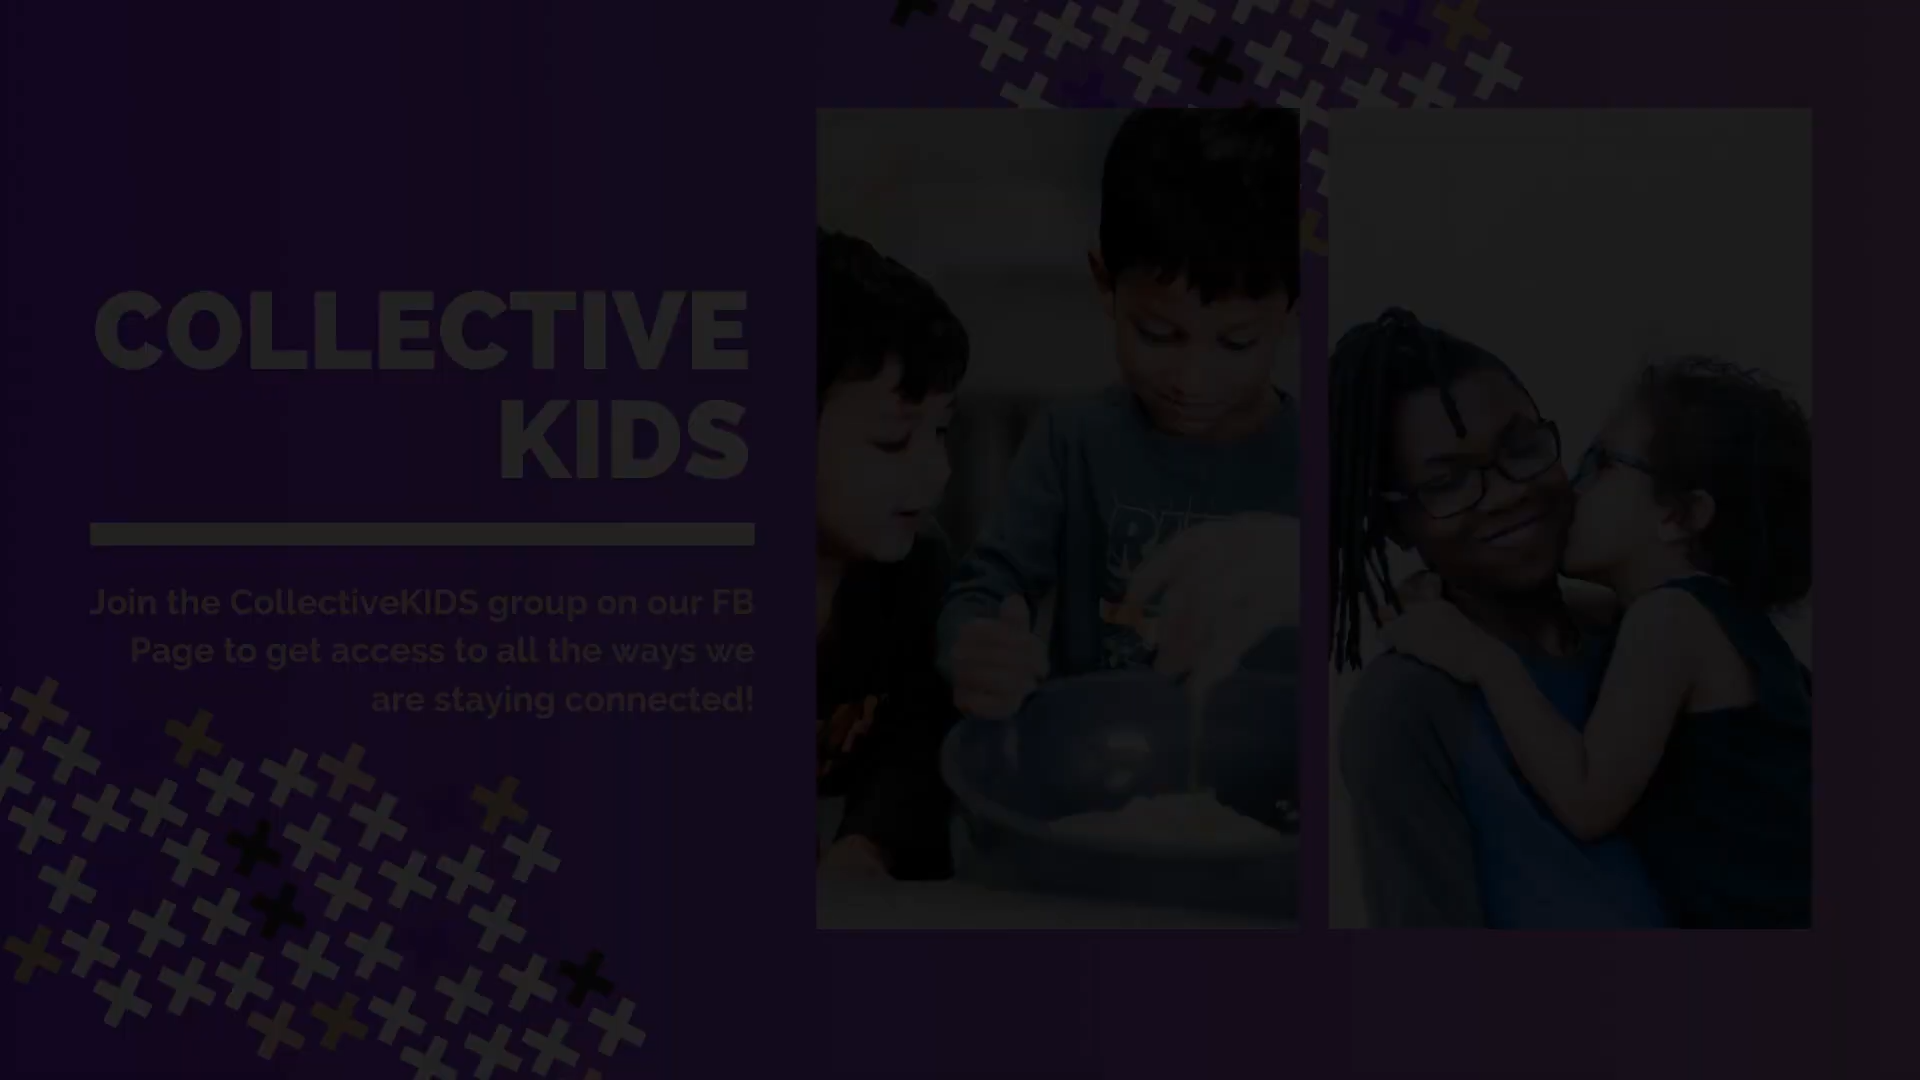 COLLECTIVE
KIDS
Join the CollectiveKIDS group on our FB
Page to get access to all the ways we
are staying connected!